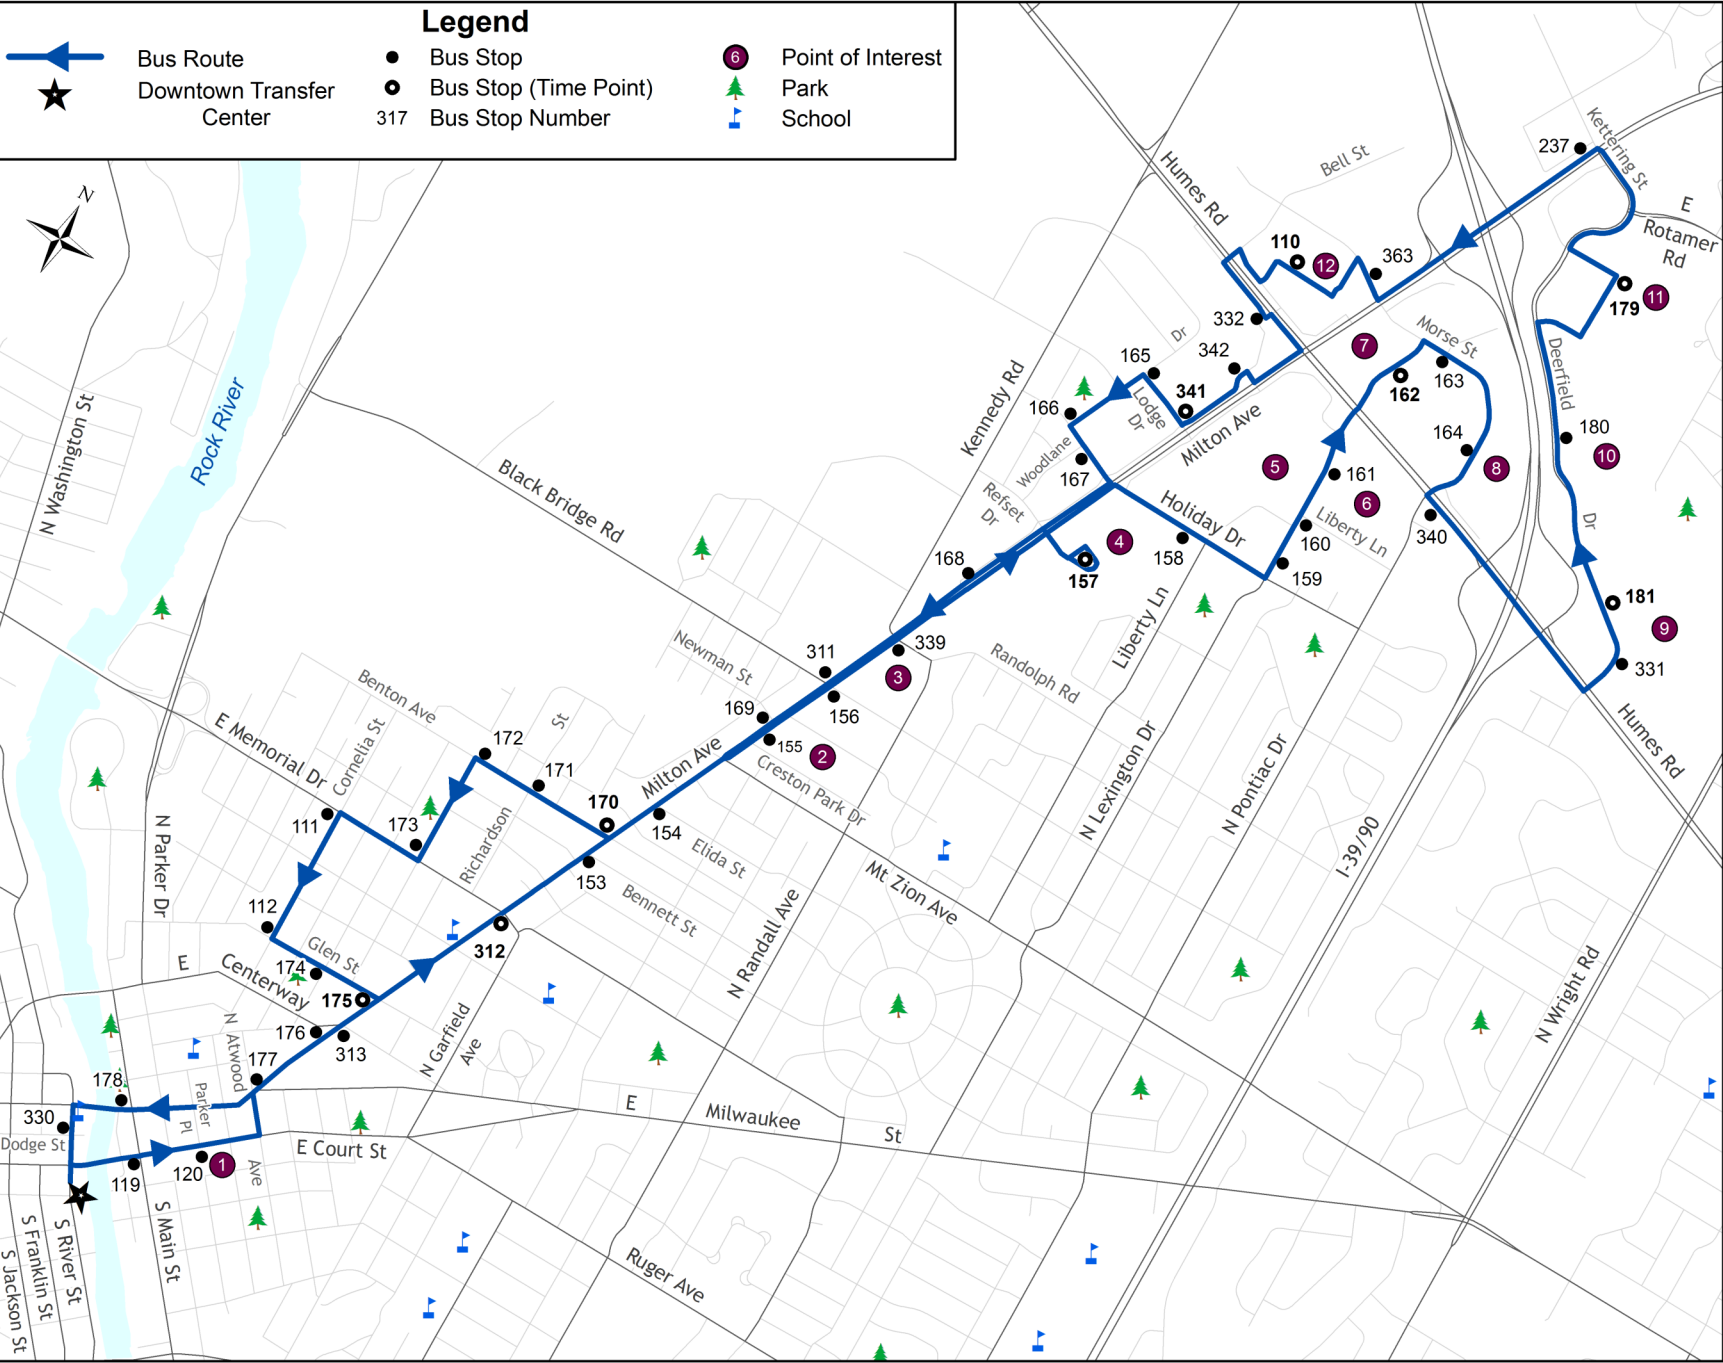 Legend
Bus Route
Bus Stop
6
Point of Interest
Downtown Transfer
Center
Bus Stop (Time Point)
Park
317
Bus Stop Number
School
N
Kettering St
237
Bell St
Humes Rd
E
Rotamer
Rd
110
12
363
179
11
332
7
Morse St
Dr
342
165
163
162
341
Lodge
Dr
Deerfield
Kennedy Rd
166
Milton Ave
164
180
10
Woodlane
167
5
161
8
N Washington St
Rock River
Black Bridge Rd
Refset
Dr
Holiday Dr
6
Liberty Ln
340
Dr
4
158
160
168
157
159
181
9
Newman St
311
339
Randolph Rd
Liberty Ln
331
3
Benton Ave
St
169
156
E Memorial Dr
Cornelia St
172
155
2
Milton Ave
Creston Park Dr
N Lexington Dr
N Pontiac Dr
Humes Rd
171
170
111
173
154
Richardson
Elida St
I-39/90
N Parker Dr
153
Mt Zion Ave
Bennett St
112
312
N Randall Ave
N Wright Rd
Glen St
E
Centerway
174
175
N Garfield
Ave
176
313
N Atwood
177
178
Parker
Pl
330
E
Milwaukee
St
Dodge St
E Court St
119
120
1
Ave
S Main St
S River St
S Franklin St
S Jackson St
Ruger Ave